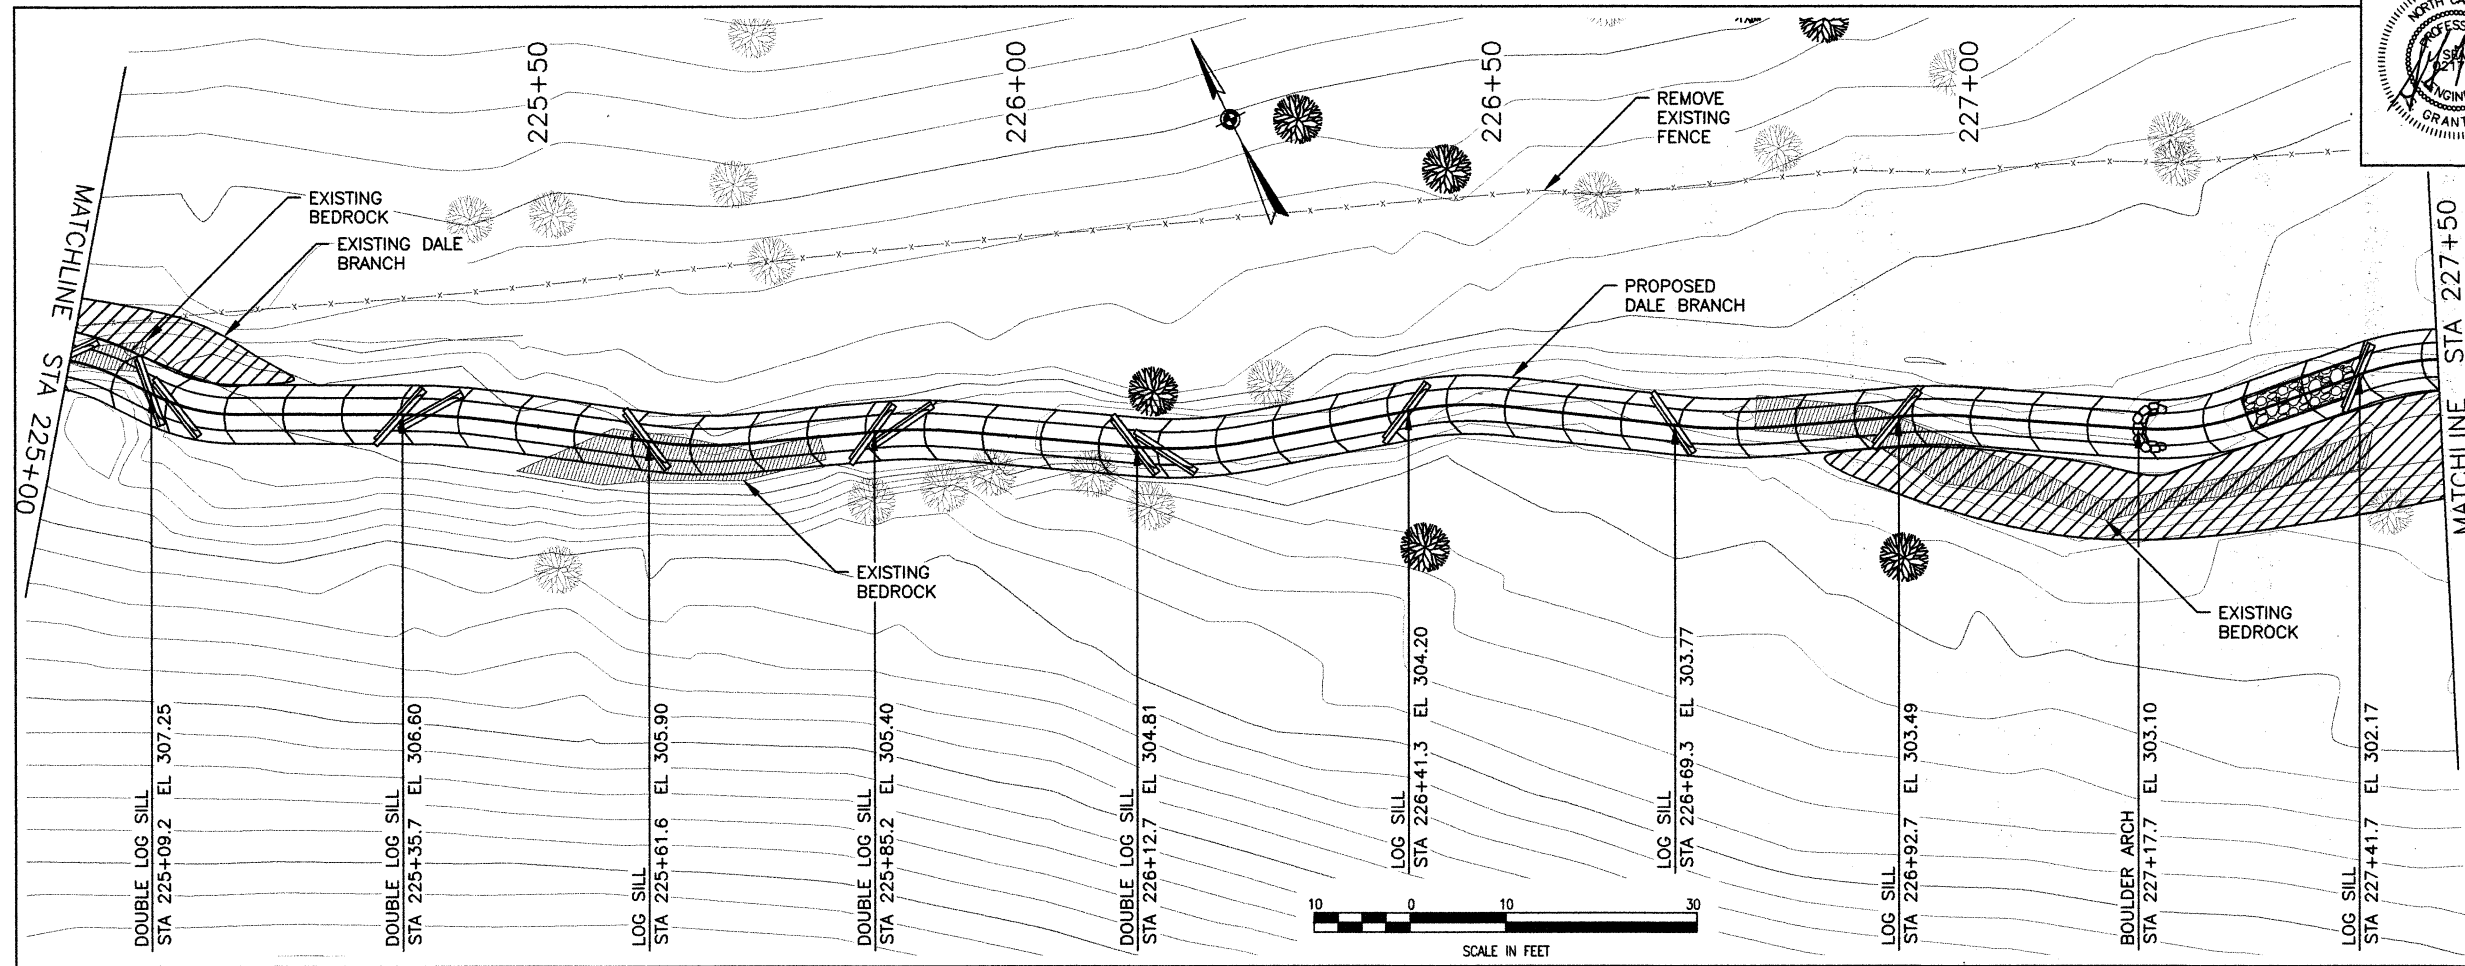 225+50
226+00
226+50
227+00
REMOVE
EXISTING
FENCE
EXISTING
BEDROCK
EXISTING DALE
BRANCH
PROPOSED
DALE BRANCH
MATCHLINE STA 225+00
MATCHLINE STA 227+50
EXISTING
BEDROCK
EXISTING
BEDROCK
DOUBLE LOG SILL
STA 225+09.2 EL 307.25
DOUBLE LOG SILL
STA 225+35.7 EL 306.60
LOG SILL
STA 225+61.6 EL 305.90
DOUBLE LOG SILL
STA 225+85.2 EL 305.40
DOUBLE LOG SILL
STA 226+12.7 EL 304.81
LOG SILL
STA 226+41.3 EL 304.20
LOG SILL
STA 226+69.3 EL 303.77
LOG SILL
STA 226+92.7 EL 303.49
BOULDER ARCH
STA 227+17.7 EL 303.10
LOG SILL
STA 227+41.7 EL 302.17
10 0 10 30
SCALE IN FEET
NORTH